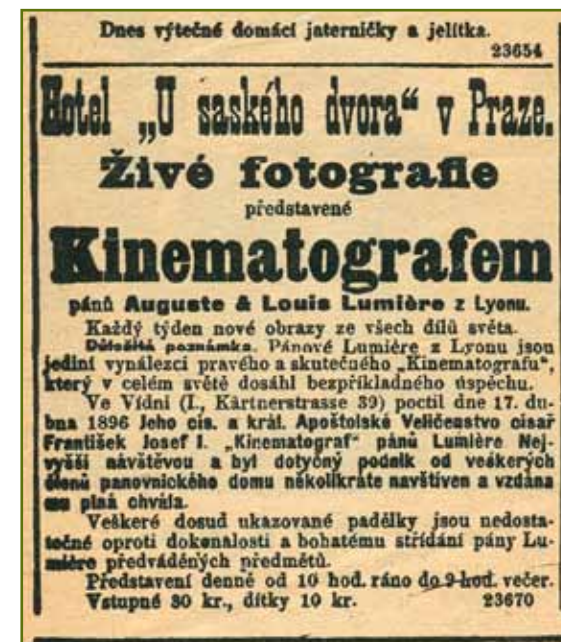 Dnes výtečné domácí jaterničky a jelítka.
23654
Hotel „U saského dvora“ v Praze.
Živé fotografie
představené
Kinematografem
pánů Auguste & Louis Lumière z Lyonu.
Každý týden nové obrazy ze všech dílů světa.
Důležitá poznámka. Pánové Lumière z Lyonu jsou
jediní vynálezci pravého a skutečného „Kinematografu“,
který v celém světě dosáhl bezpříkladného úspěchu.
Ve Vídni (I., Kärtnerstrasse 39) poctil dne 17. du-
bna 1896 Jeho cís. a král. Apoštolské Veličenstvo císař
František Josef I. „Kinematograf“ pánů Lumière Nej-
vyšší návštěvou a byl dotyčný podnik od veškerých
členů panovnického domu několikráte navštíven a vzdána
mu plná chvála.
Veškeré dosud ukazované padělky jsou nedosta-
točné oproti dokonalosti a bohatému střídání pány Lu-
mière předváděných předmětů.
Představení denně od 10 hod. ráno do 9 hod. večer.
Vstupné 30 kr., dítky 10 kr. 23670